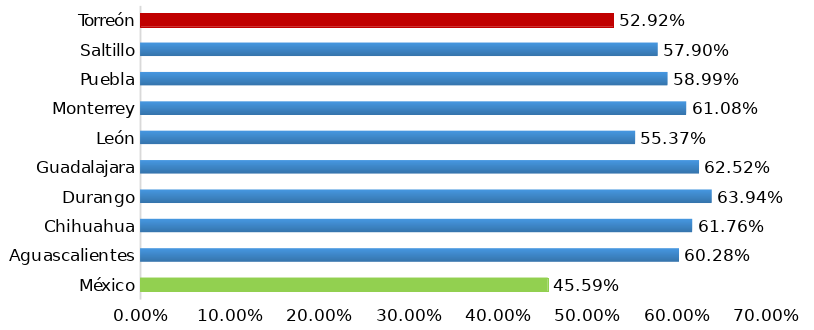 Torreón 52.92%
Saltillo 57.90%
Puebla 58.99%
Monterrey 61.08%
León 55.37%
Guadalajara 62.52%
Durango 63.94%
Chihuahua 61.76%
Aguascalientes 60.28%
México 45.59%
0.00% 10.00% 20.00% 30.00% 40.00% 50.00% 60.00% 70.00%